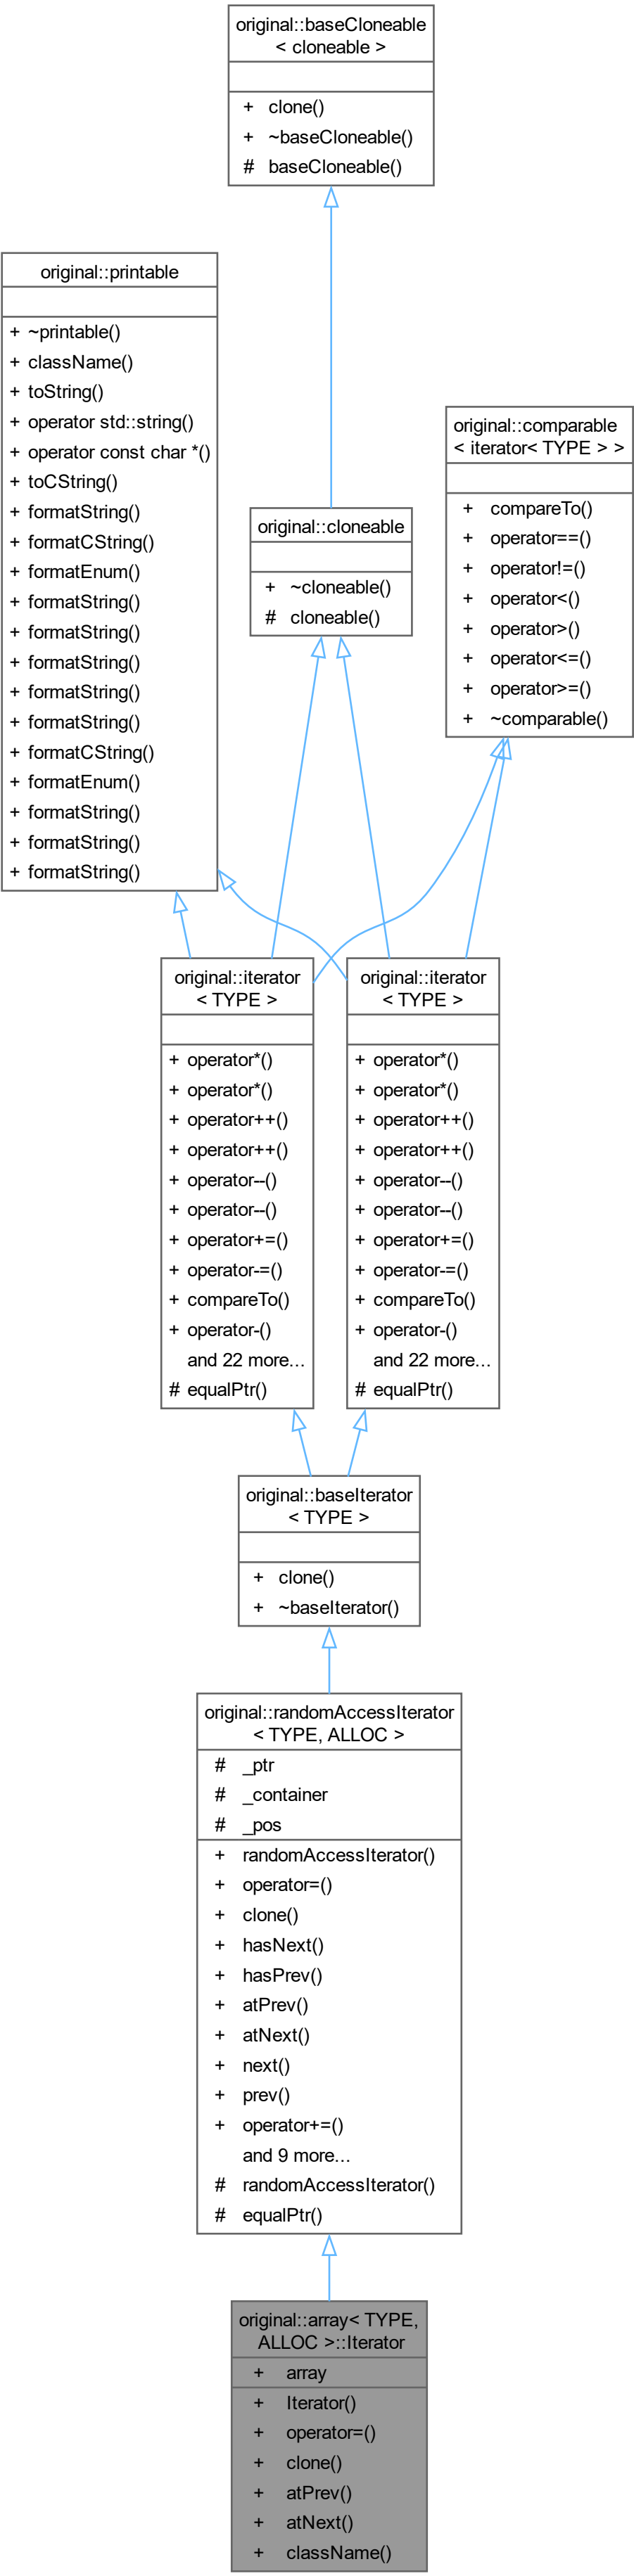 original::baseCloneable
< cloneable >
+ clone()
+ ~baseCloneable()
# baseCloneable()
original::printable
+ ~printable()
+ className()
+ toString()
+ operator std::string()
+ operator const char *()
+ toCString()
+ formatString()
+ formatCString()
+ formatEnum()
+ formatString()
+ formatString()
+ formatString()
+ formatString()
+ formatString()
+ formatCString()
+ formatEnum()
+ formatString()
+ formatString()
+ formatString()
original::comparable
< iterator< TYPE > >
+ compareTo()
+ operator==()
+ operator!=()
+ operator<()
+ operator>()
+ operator<=()
+ operator>=()
+ ~comparable()
original::cloneable
+ ~cloneable()
# cloneable()
original::iterator
< TYPE >
+ operator*()
+ operator*()
+ operator++()
+ operator++()
+ operator--()
+ operator--()
+ operator+=()
+ operator-=()
+ compareTo()
+ operator-()
and 22 more...
# equalPtr()
original::iterator
< TYPE >
+ operator*()
+ operator*()
+ operator++()
+ operator++()
+ operator--()
+ operator--()
+ operator+=()
+ operator-=()
+ compareTo()
+ operator-()
and 22 more...
# equalPtr()
original::baseIterator
< TYPE >
+ clone()
+ ~baseIterator()
original::randomAccessIterator
< TYPE, ALLOC >
# _ptr
# _container
# _pos
+ randomAccessIterator()
+ operator=()
+ clone()
+ hasNext()
+ hasPrev()
+ atPrev()
+ atNext()
+ next()
+ prev()
+ operator+=()
and 9 more...
# randomAccessIterator()
# equalPtr()
original::array< TYPE,
ALLOC >::Iterator
+ array
+ Iterator()
+ operator=()
+ clone()
+ atPrev()
+ atNext()
+ className()